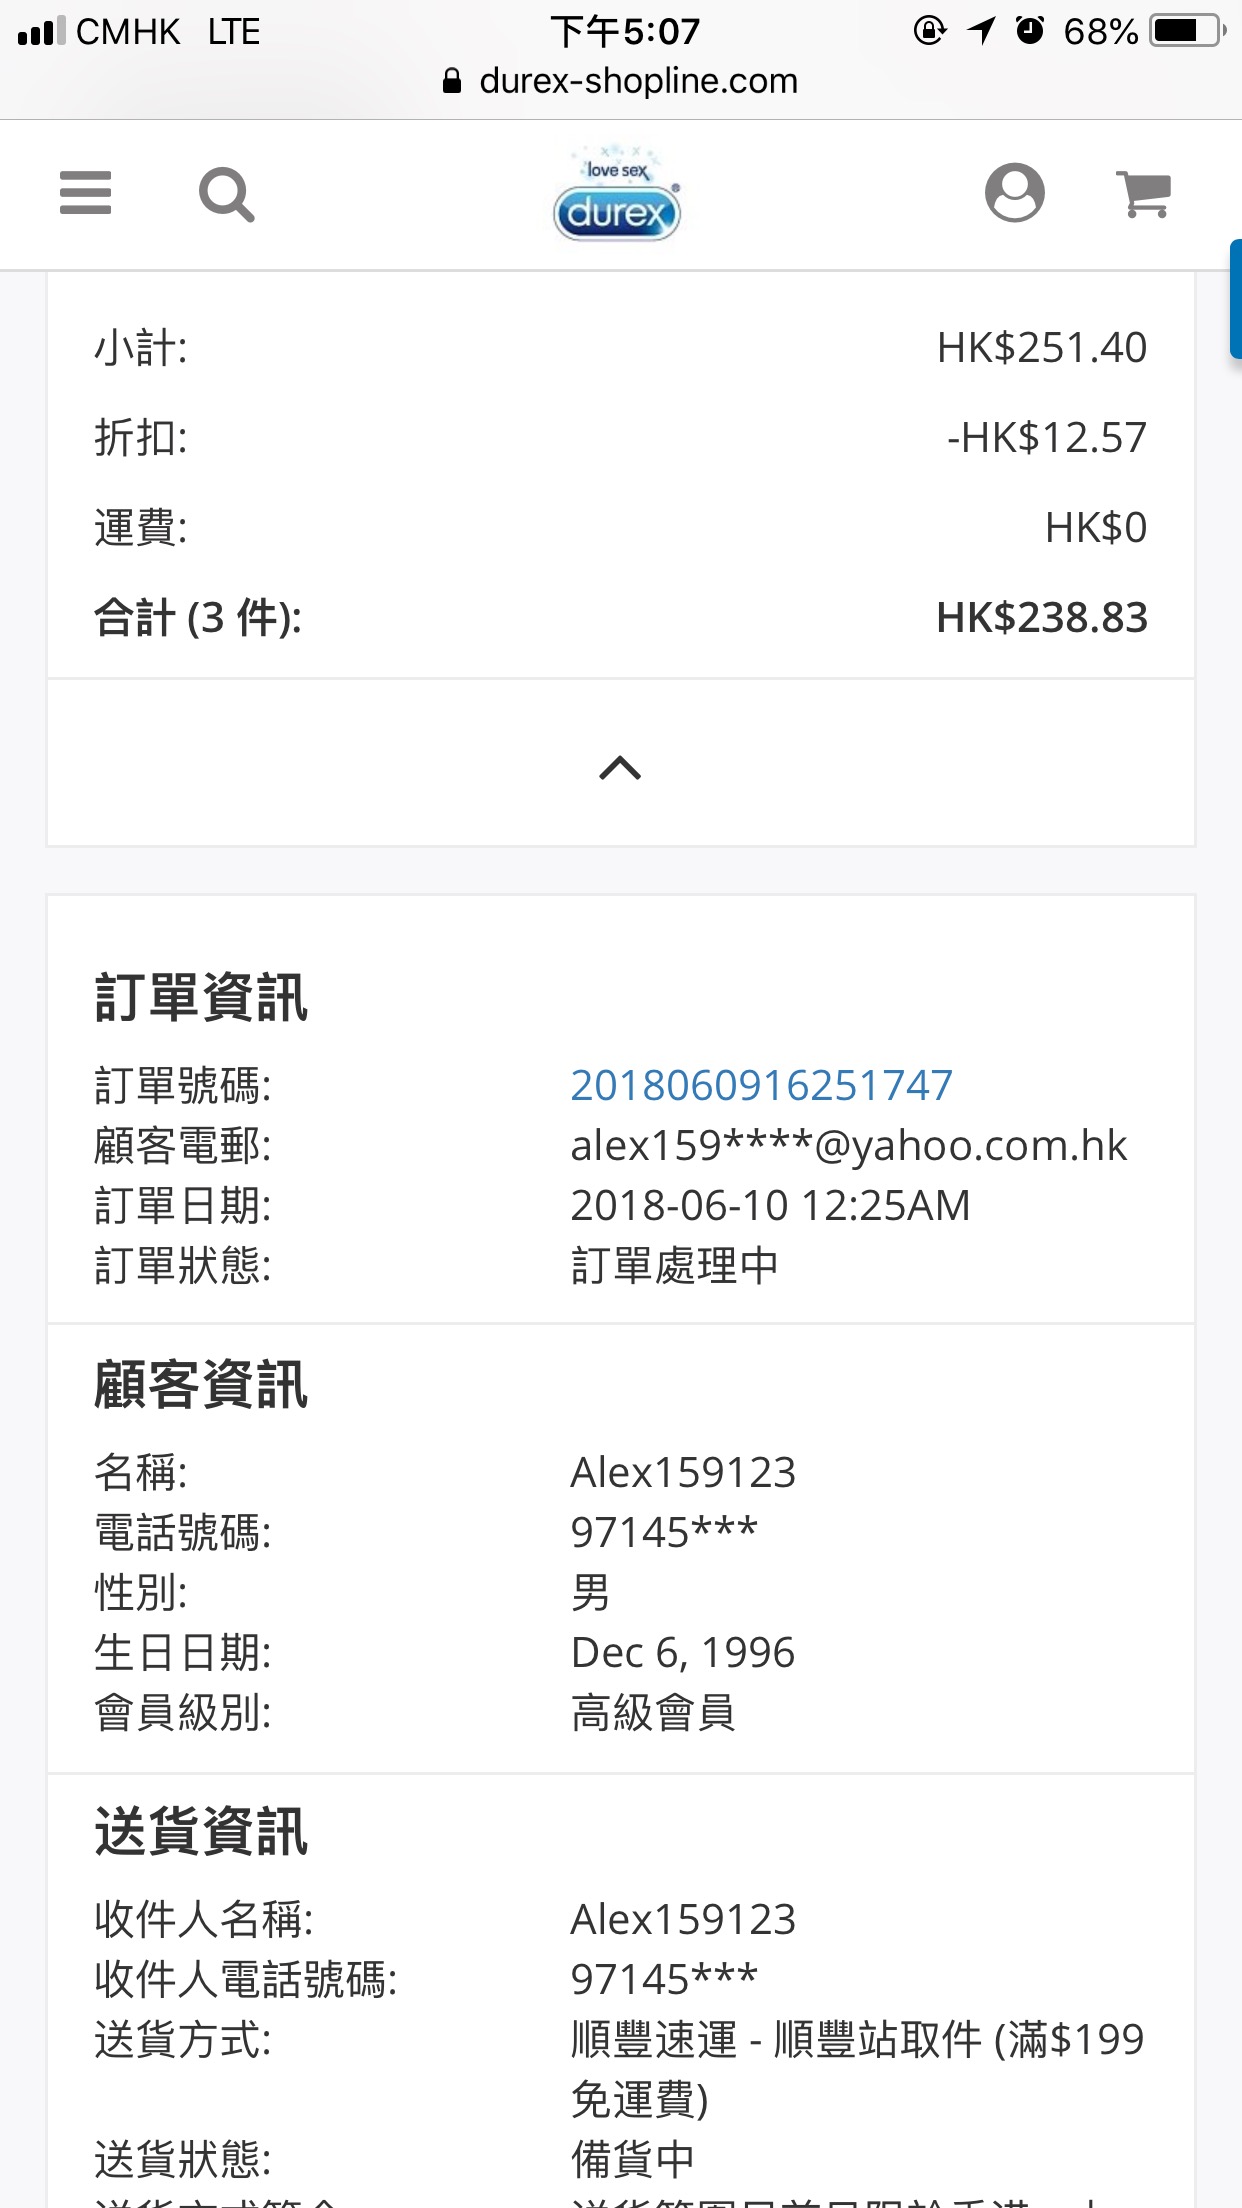 CMHK LTE 下午5:07 68%
durex-shopline.com
love sex
durex®
小計: HK$251.40
折扣: -HK$12.57
運費: HK$0
合計 (3 件): HK$238.83
訂單資訊
訂單號碼: 2018060916251747
顧客電郵: alex159****@yahoo.com.hk
訂單日期: 2018-06-10 12:25AM
訂單狀態: 訂單處理中
顧客資訊
名稱: Alex159123
電話號碼: 97145***
性別: 男
生日日期: Dec 6, 1996
會員級別: 高級會員
送貨資訊
收件人名稱: Alex159123
收件人電話號碼: 97145***
送貨方式: 順豐速運 - 順豐站取件 (滿$199
免運費)
送貨狀態: 備貨中